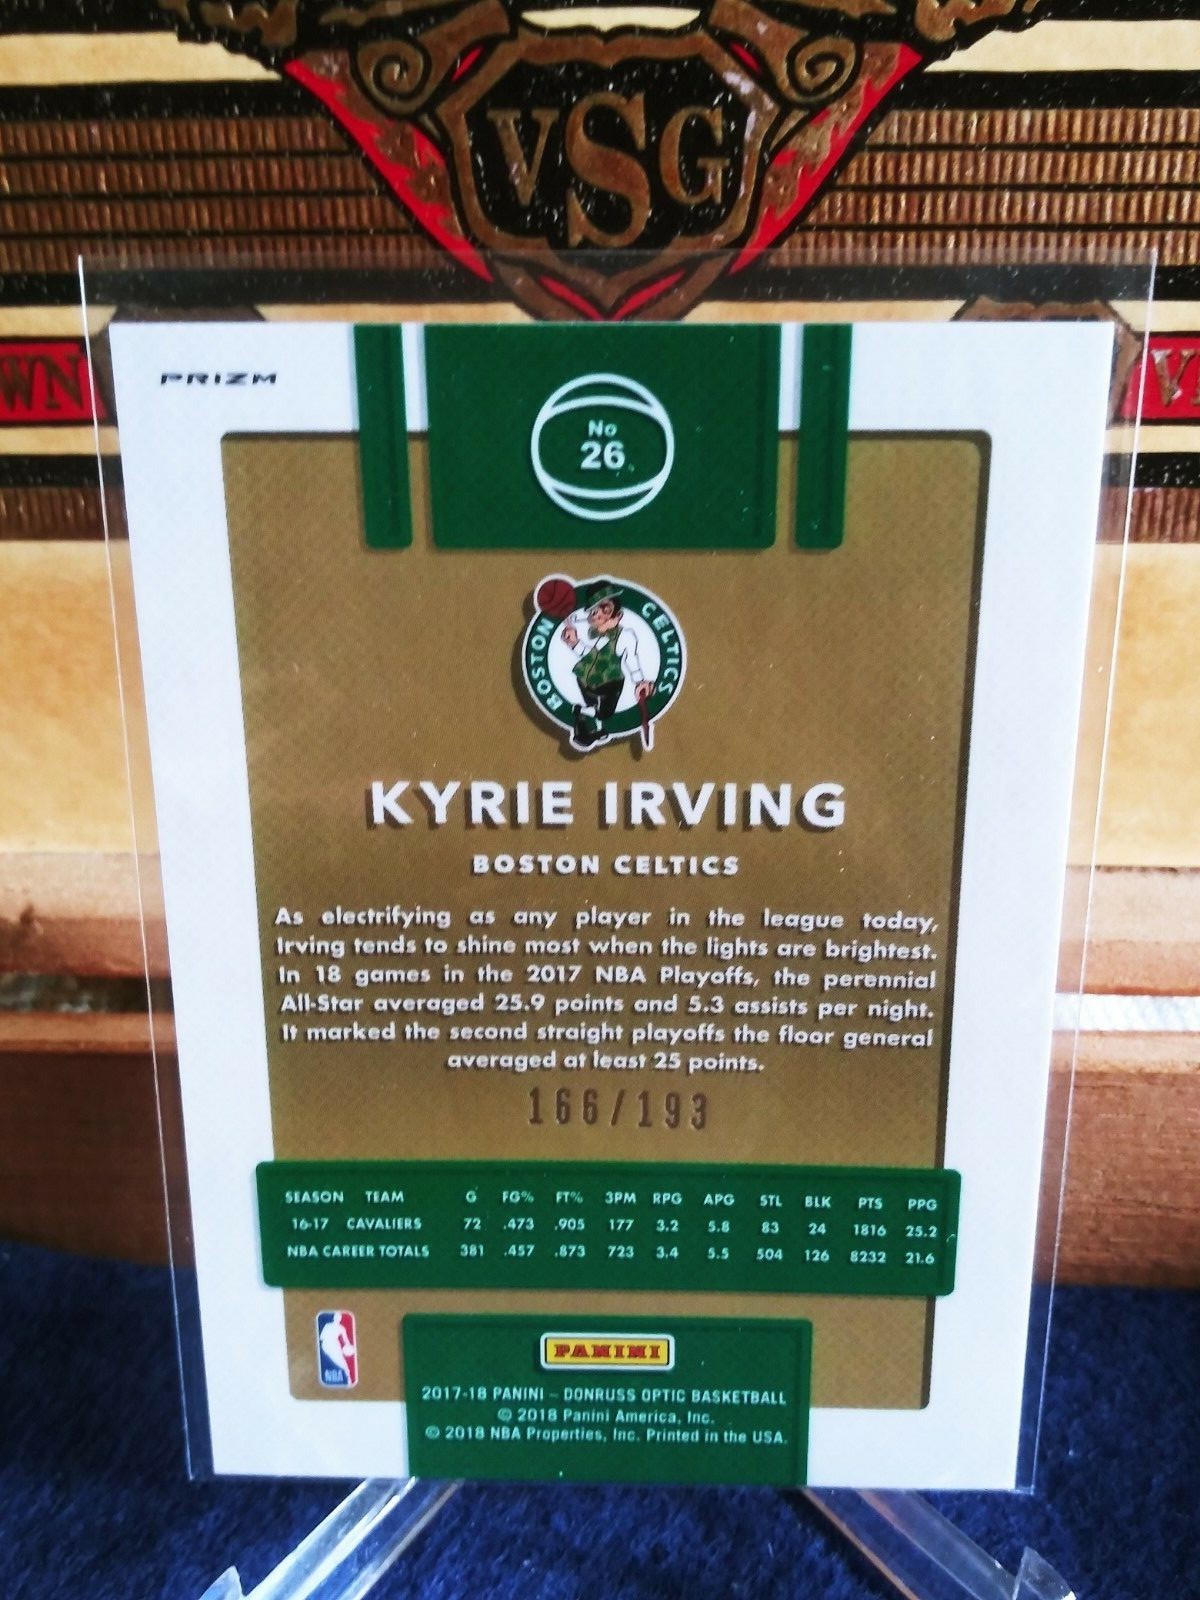 VSG
WN
V
PRIZM
No
26
BOSTON CELTICS
KYRIE IRVING
BOSTON CELTICS
As electrifying as any player in the league today,
Irving tends to shine most when the lights are brightest.
In 18 games in the 2017 NBA Playoffs, the perennial
All-Star averaged 25.9 points and 5.3 assists per night.
It marked the second straight playoffs the floor general
averaged at least 25 points.
166/193
SEASON TEAM G FG% FT% 3PM RPG APG STL BLK PTS PPG
16-17 CAVALIERS 72 .473 .905 177 3.2 5.8 83 24 1816 25.2
NBA CAREER TOTALS 381 .457 .873 723 3.4 5.5 504 126 8232 21.6
NBA
PANINI
2017-18 PANINI – DONRUSS OPTIC BASKETBALL
© 2018 Panini America, Inc.
© 2018 NBA Properties, Inc. Printed in the USA.